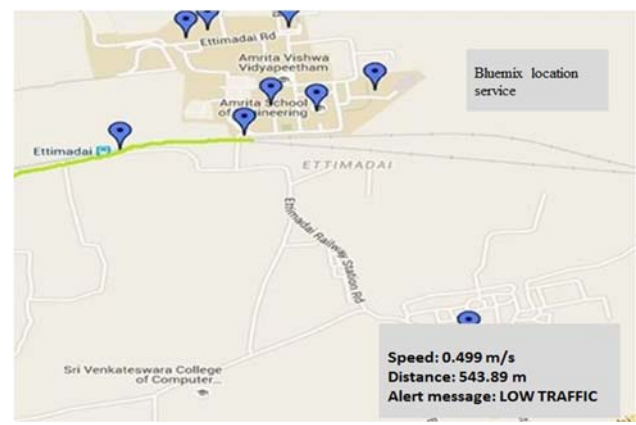 Ettimadai Rd
Amrita Vishwa
Vidyapeetham
Bluemix location
service
Amrita School
of Engineering
Ettimadai
ETTIMADAI
Ettimadai Railway Station Rd
Sri Venkateswara College
of Computer...
Speed: 0.499 m/s
Distance: 543.89 m
Alert message: LOW TRAFFIC